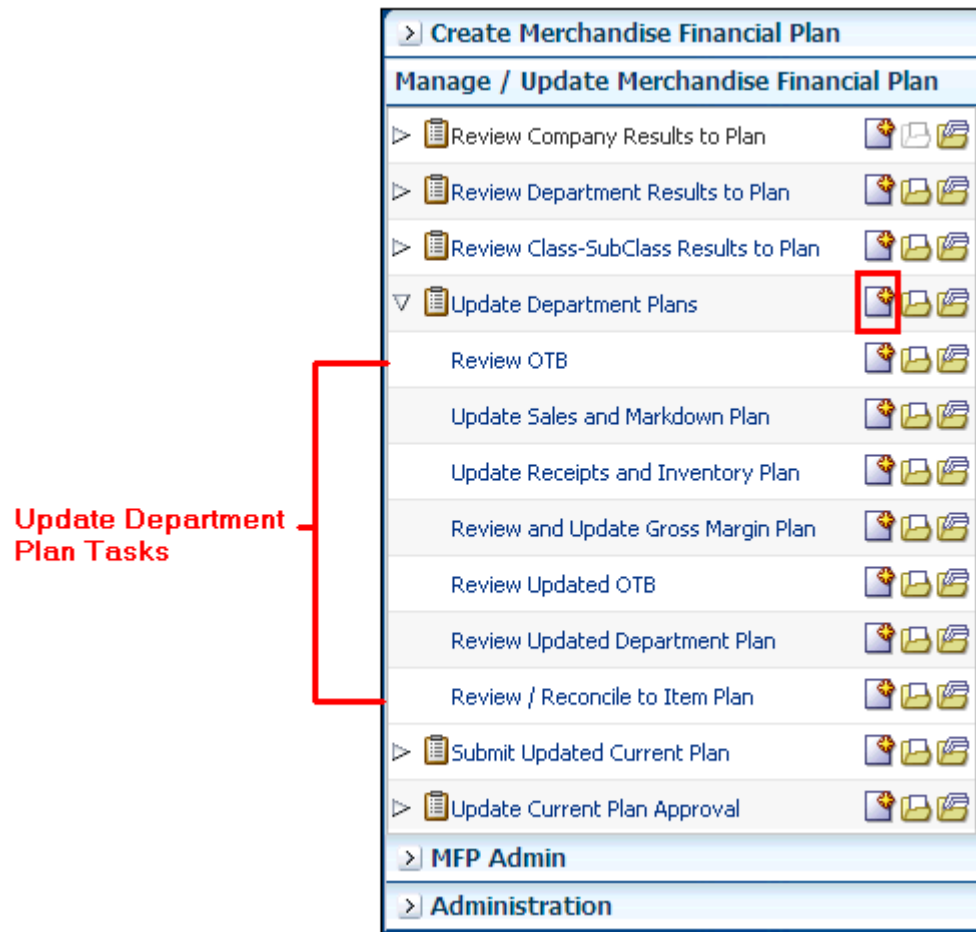 Create Merchandise Financial Plan
Manage / Update Merchandise Financial Plan
Review Company Results to Plan
Review Department Results to Plan
Review Class-SubClass Results to Plan
Update Department Plans
Review OTB
Update Sales and Markdown Plan
Update Receipts and Inventory Plan
Update Department
Plan Tasks
Review and Update Gross Margin Plan
Review Updated OTB
Review Updated Department Plan
Review / Reconcile to Item Plan
Submit Updated Current Plan
Update Current Plan Approval
MFP Admin
Administration